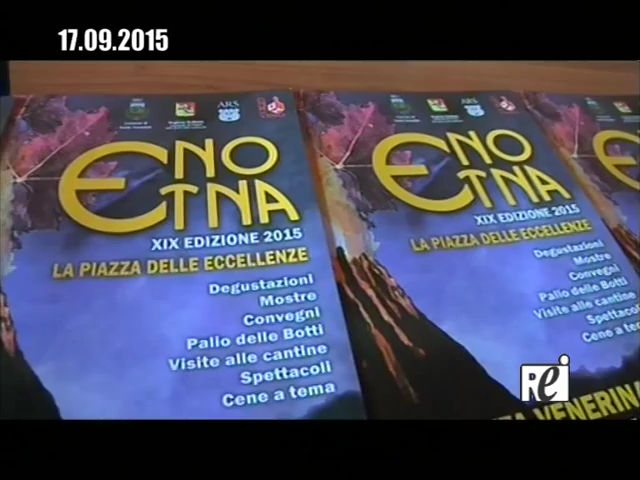 17.09.2015
ARS
ENO
ETNA
XIX EDIZIONE 2015
LA PIAZZA DELLE ECCELLENZE
Degustazioni
Mostre
Convegni
Palio delle Botti
Visite alle cantine
Spettacoli
Cene a tema
ARS
ENO
ETNA
XIX EDIZIONE 2015
LA PIAZZA DELLE ECCELLENZE
Degustazioni
Mostre
Convegni
Palio delle Botti
Visite alle cantine
Spettacoli
Cene a tema
VENERINA
REi